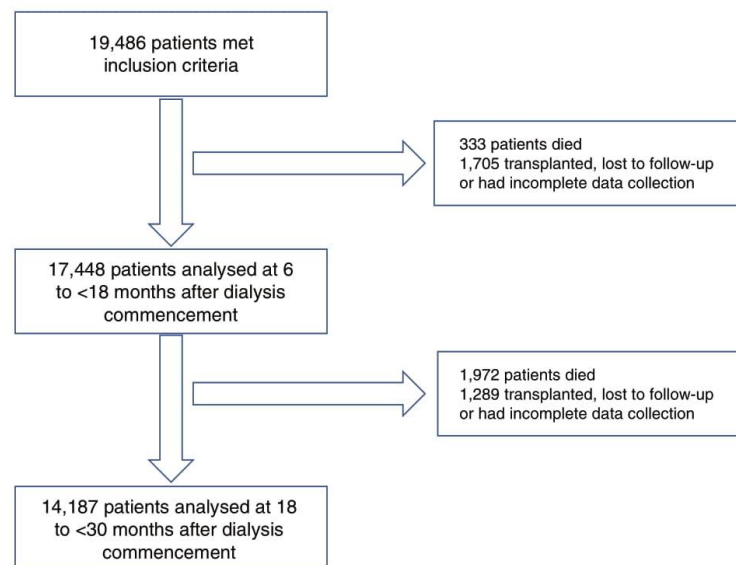 19,486 patients met
inclusion criteria
333 patients died
1,705 transplanted, lost to follow-up
or had incomplete data collection
17,448 patients analysed at 6
to <18 months after dialysis
commencement
1,972 patients died
1,289 transplanted, lost to follow-up
or had incomplete data collection
14,187 patients analysed at 18
to <30 months after dialysis
commencement